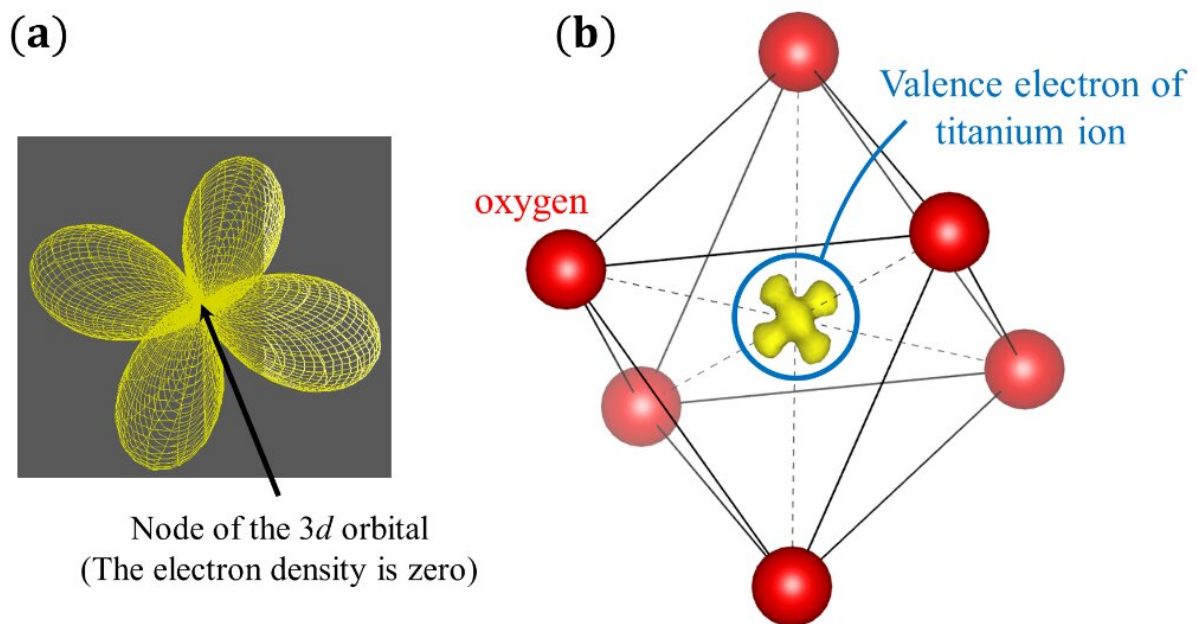 (a)
Node of the 3d orbital
(The electron density is zero)
(b)
Valence electron of
titanium ion
oxygen